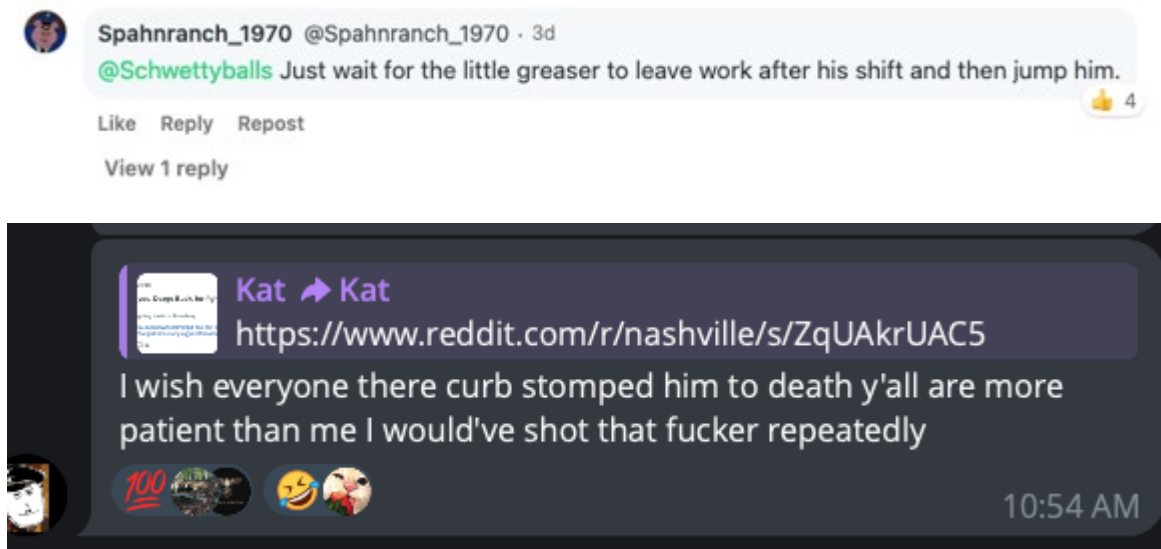 Spahnranch_1970 @Spahnranch_1970 · 3d
@Schwettyballs Just wait for the little greaser to leave work after his shift and then jump him.
👍 4
Like Reply Repost
View 1 reply
Kat Kat
https://www.reddit.com/r/nashville/s/ZqUAkrUAC5
I wish everyone there curb stomped him to death y'all are more
patient than me I would've shot that fucker repeatedly
💯 🤣
10:54 AM